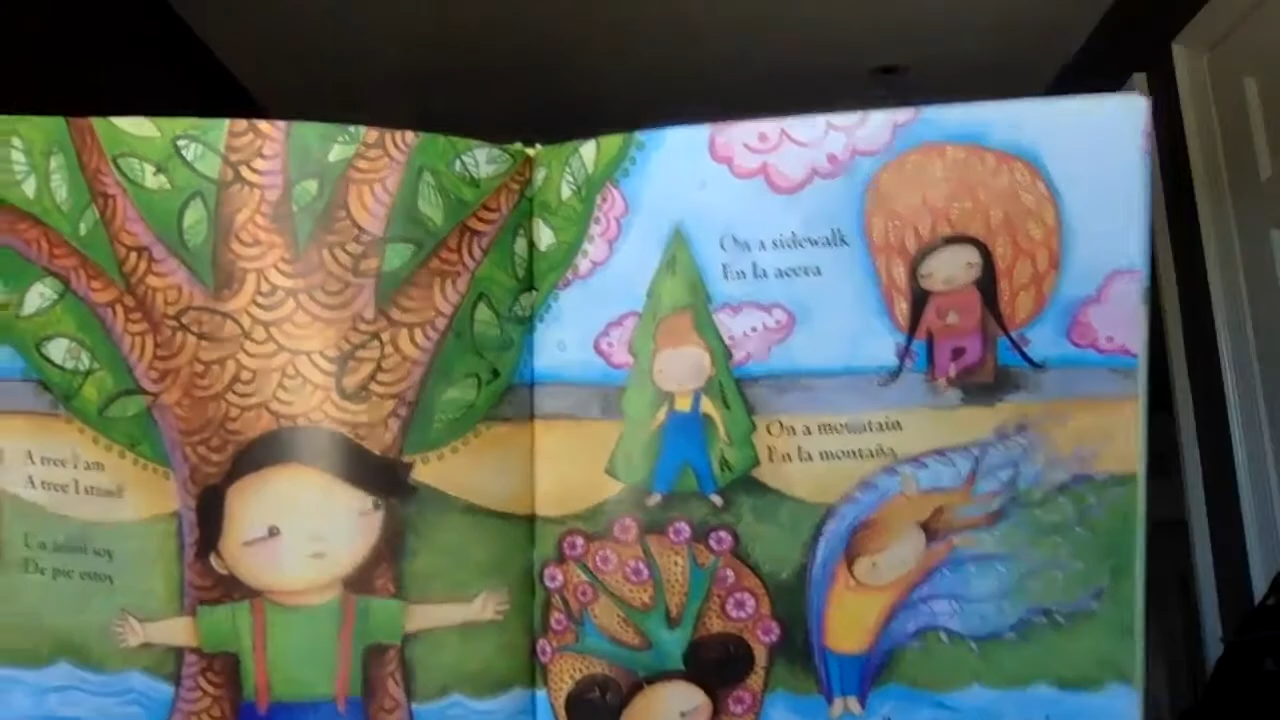 A tree I am
A tree I stand
Un árbol soy
De pie estoy
On a sidewalk
En la acera
On a mountain
En la montaña